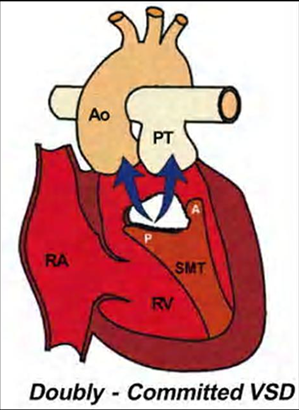 Ao
PT
A
P
RA
SMT
RV
Doubly - Committed VSD